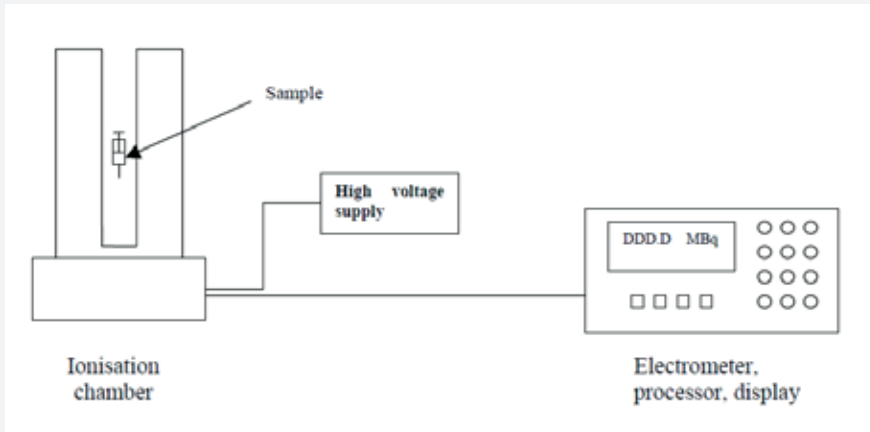 Sample
High voltage
supply
DDD.D MBq
Ionisation
chamber
Electrometer,
processor, display